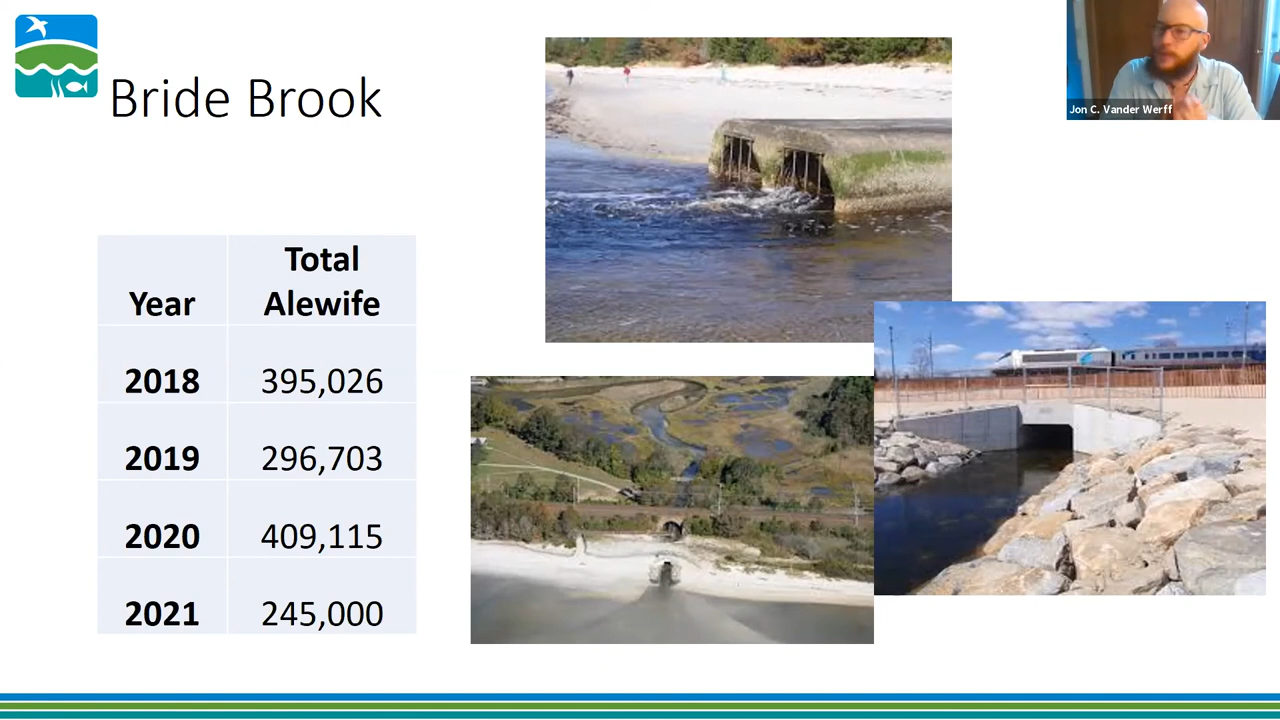 Bride Brook
Jon C. Vander Werff
Year Total Alewife
2018 395,026
2019 296,703
2020 409,115
2021 245,000